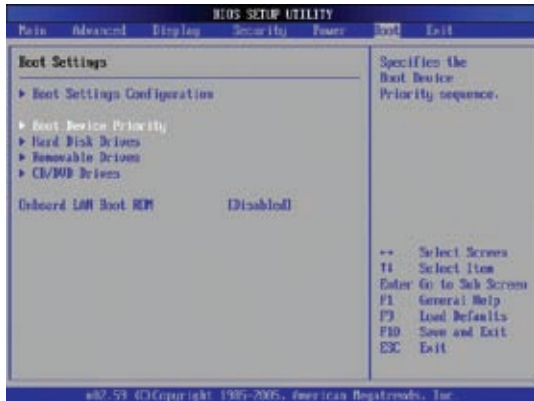 BIOS SETUP UTILITY
Main Advanced Display Security Power Boot Exit
Boot Settings
Boot Settings Configuration
Boot Device Priority
Hard Disk Drives
Removable Drives
CD/DVD Drives
Onboard LAN Boot ROM [Disabled]
Specifies the
Boot Device
Priority sequence.
↔ Select Screen
↑↓ Select Item
Enter Go to Sub Screen
F1 General Help
F9 Load Defaults
F10 Save and Exit
ESC Exit
v02.59 (C)Copyright 1985-2005, American Megatrends, Inc